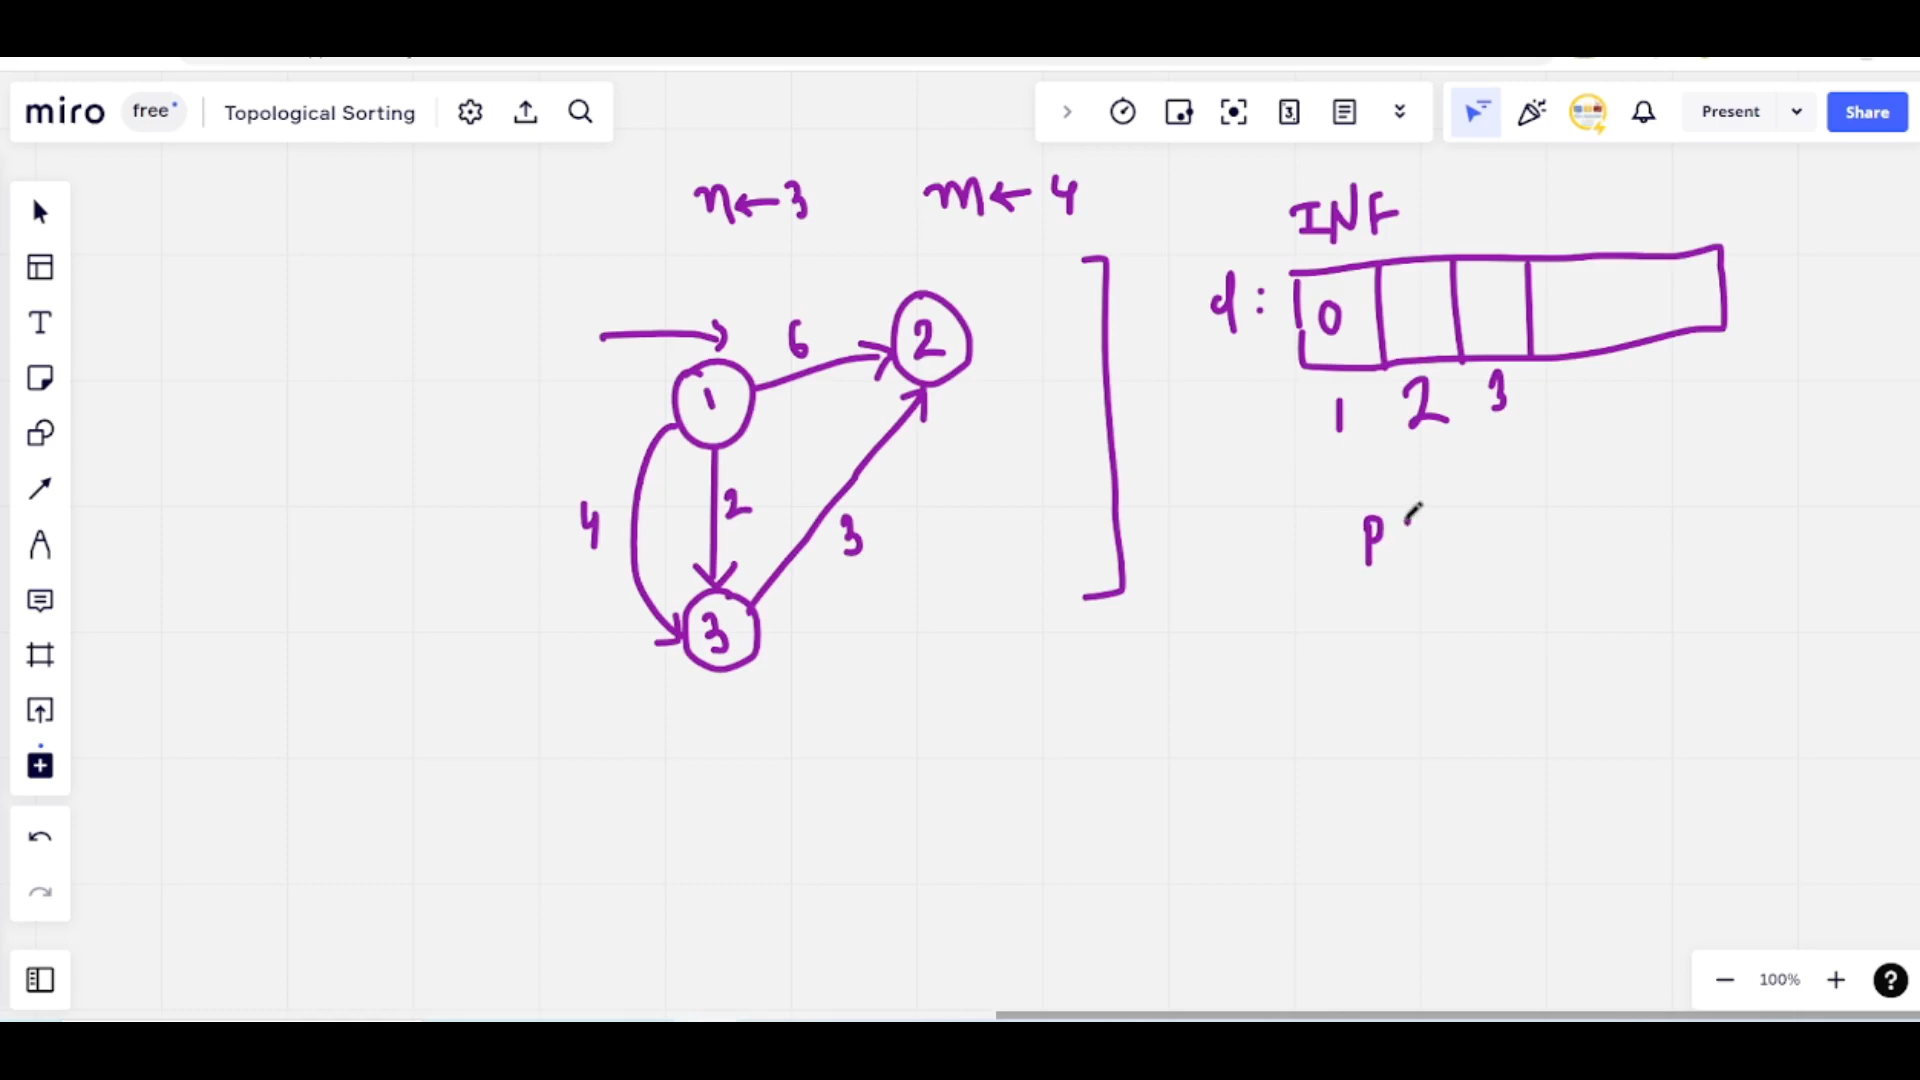 miro free Topological Sorting 3 Present Share
n←3 m←4
INF
d: 0
1 2 3
6
1 2
4 2 3
3
p
100% ?